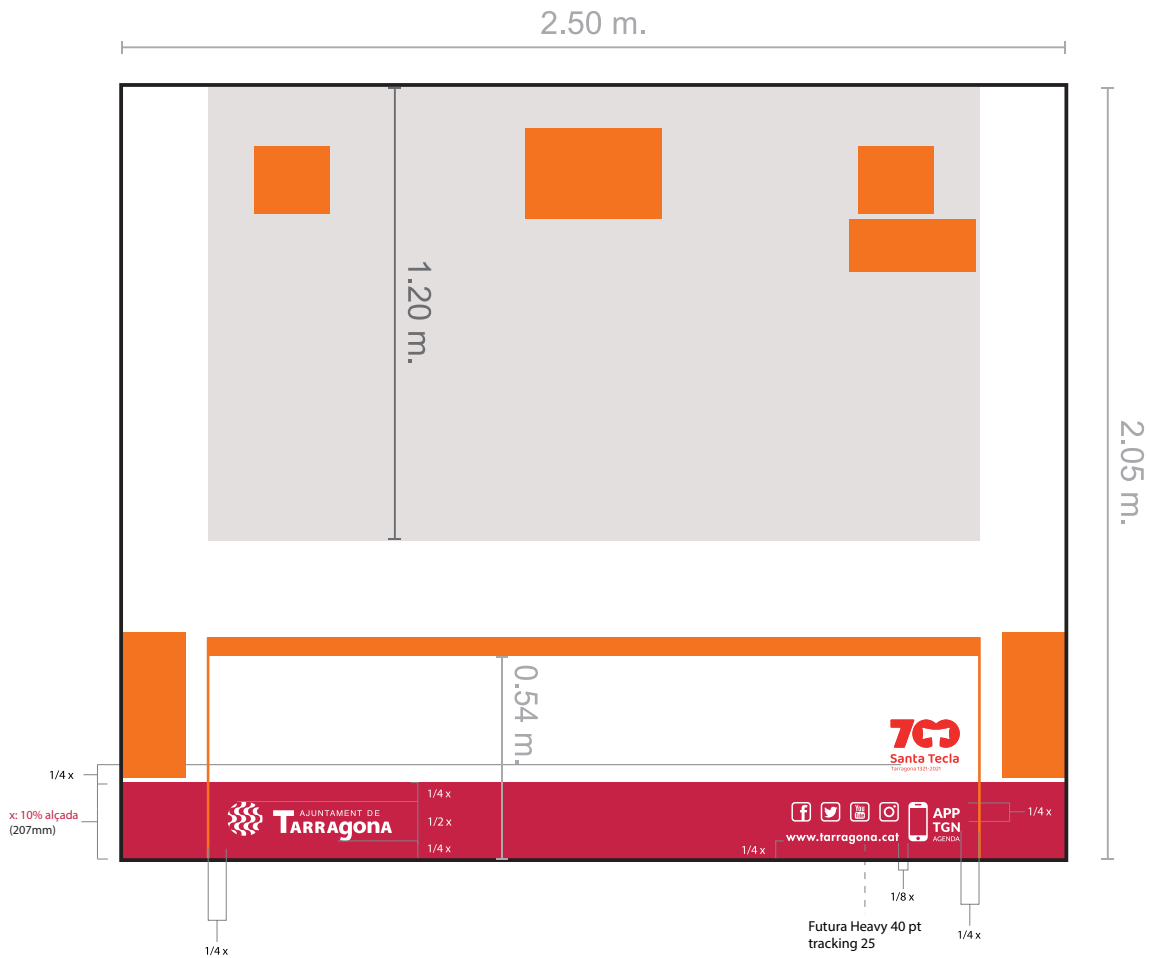 2.50 m.
1.20 m.
2.05 m.
0.54 m.
700
Santa Tecla
Tarragona 1321-2021
1/4 x
x: 10% alçada
(207mm)
AJUNTAMENT DE
TARRAGONA
1/4 x
1/2 x
1/4 x
You
Tube
www.tarragona.cat
APP
TGN
AGENDA
1/4 x
1/4 x
1/8 x
Futura Heavy 40 pt
tracking 25
1/4 x
1/4 x